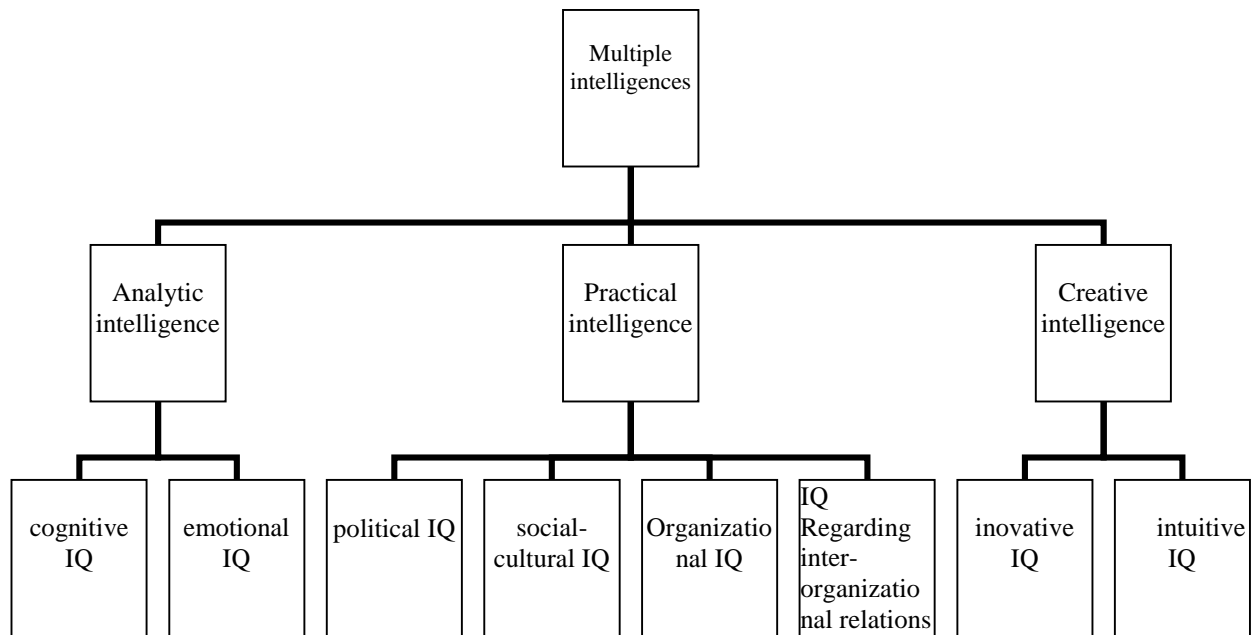 Multiple
intelligences
Analytic
intelligence
Practical
intelligence
Creative
intelligence
cognitive
IQ
emotional
IQ
political IQ
social-
cultural IQ
Organizatio
nal IQ
IQ
Regarding
inter-
organizatio
nal relations
inovative
IQ
intuitive
IQ